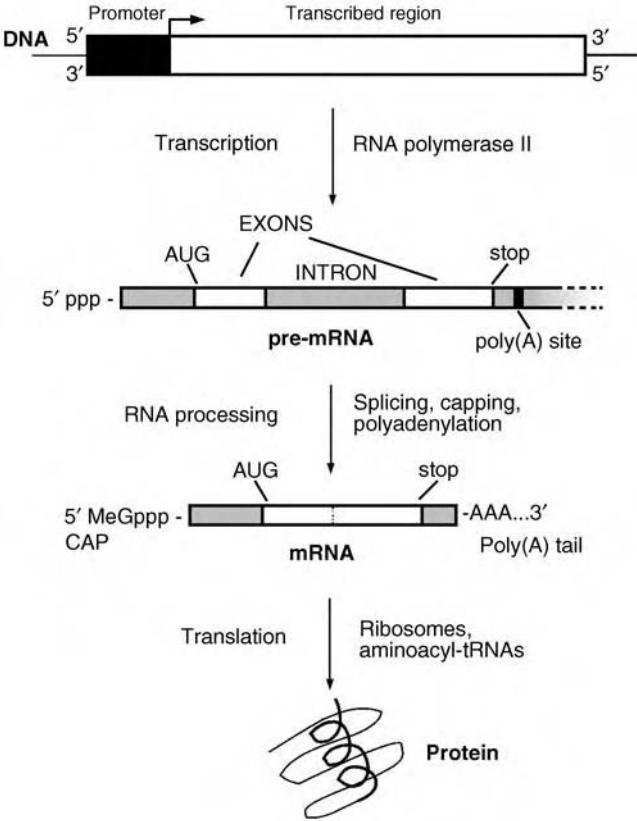 Promoter
Transcribed region
DNA
5′
3′
3′
5′
Transcription
RNA polymerase II
EXONS
AUG
INTRON
stop
5′ ppp -
pre-mRNA
poly(A) site
RNA processing
Splicing, capping,
polyadenylation
AUG
stop
5′ MeGppp -
-AAA...3′
CAP
Poly(A) tail
mRNA
Translation
Ribosomes,
aminoacyl-tRNAs
Protein